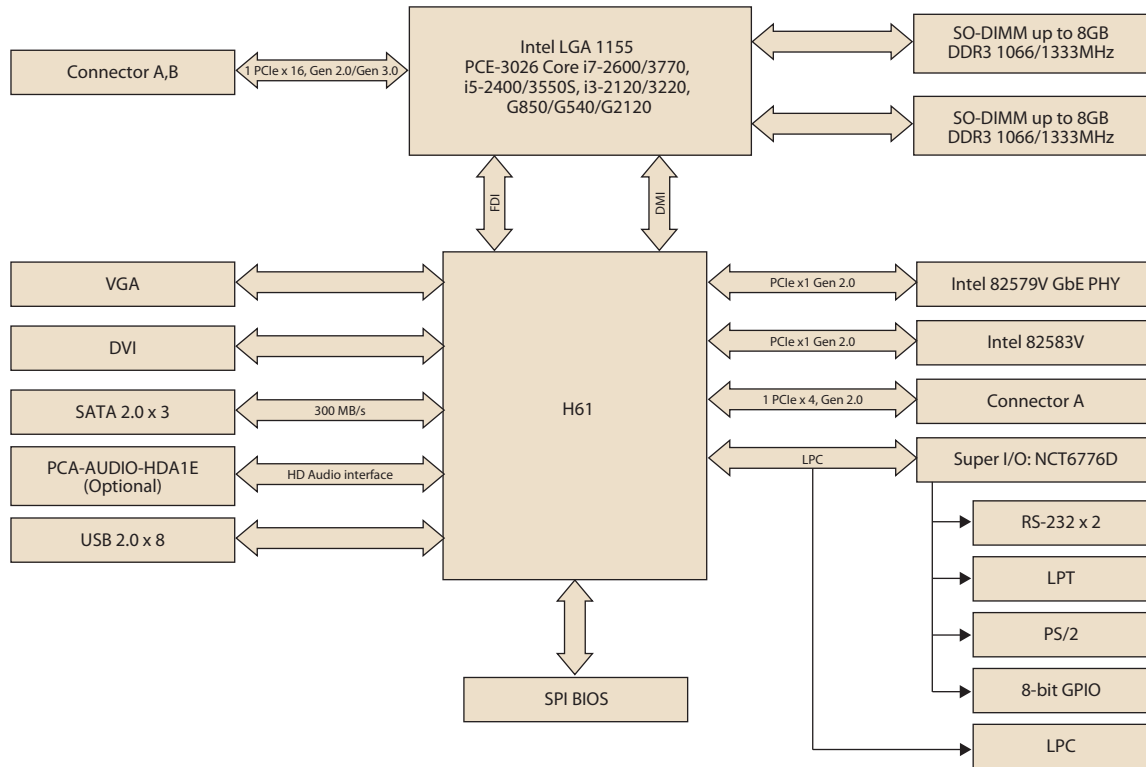 Intel LGA 1155
PCE-3026 Core i7-2600/3770,
i5-2400/3550S, i3-2120/3220,
G850/G540/G2120
Connector A,B
1 PCIe x 16, Gen 2.0/Gen 3.0
SO-DIMM up to 8GB
DDR3 1066/1333MHz
SO-DIMM up to 8GB
DDR3 1066/1333MHz
FDI
DMI
VGA
DVI
SATA 2.0 x 3
300 MB/s
PCA-AUDIO-HDA1E
(Optional)
HD Audio interface
USB 2.0 x 8
H61
PCIe x1 Gen 2.0
Intel 82579V GbE PHY
PCIe x1 Gen 2.0
Intel 82583V
1 PCIe x 4, Gen 2.0
Connector A
LPC
Super I/O: NCT6776D
RS-232 x 2
LPT
PS/2
8-bit GPIO
LPC
SPI BIOS